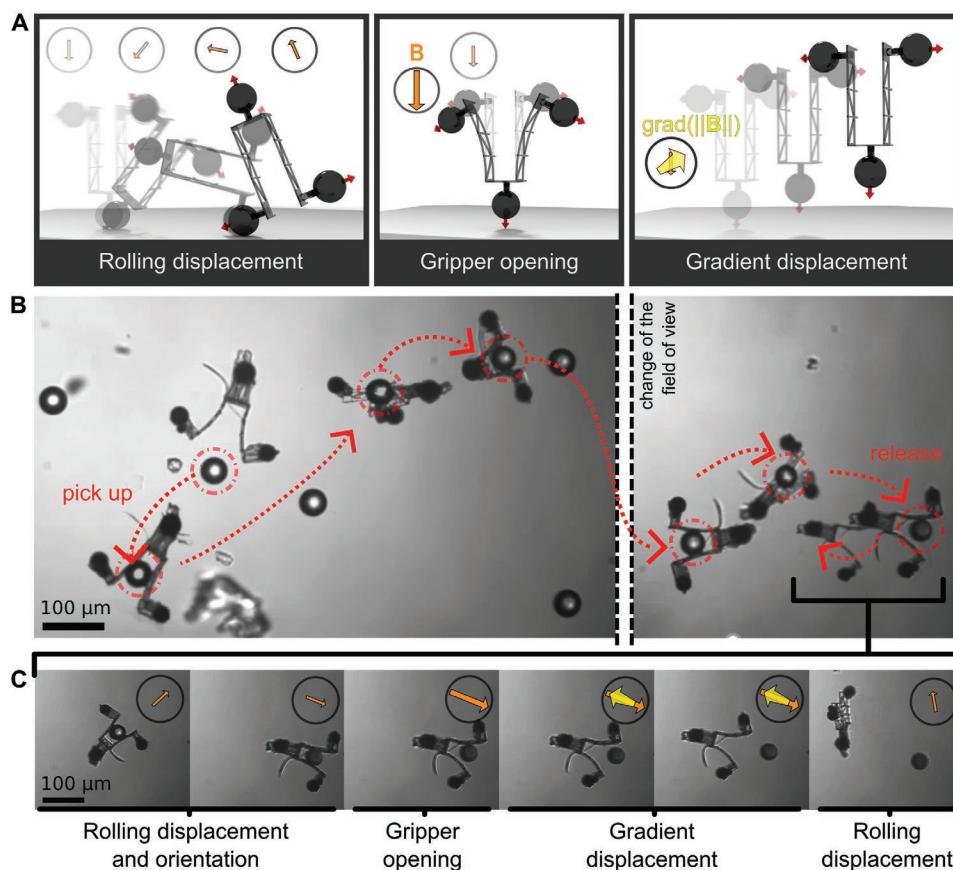 A
B
grad(||B||)
Rolling displacement
Gripper opening
Gradient displacement
B
change of the
field of view
pick up
release
100 µm
C
100 µm
Rolling displacement
and orientation
Gripper
opening
Gradient
displacement
Rolling
displacement